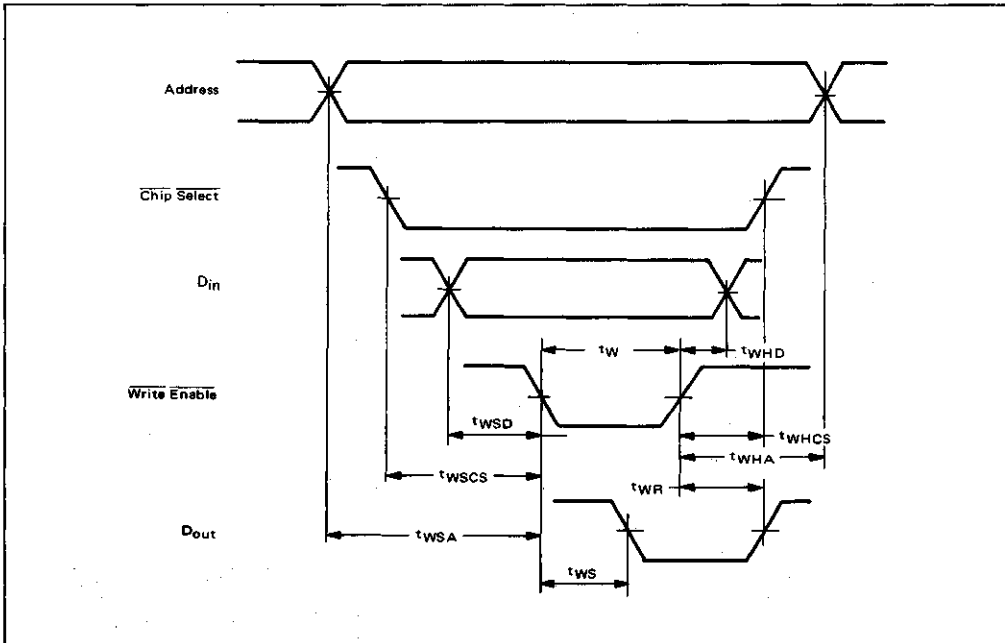 Address
Chip Select
Din
tW
tWHD
Write Enable
tWSD
tWHCS
tWHA
tWSCS
tWR
Dout
tWSA
tWS